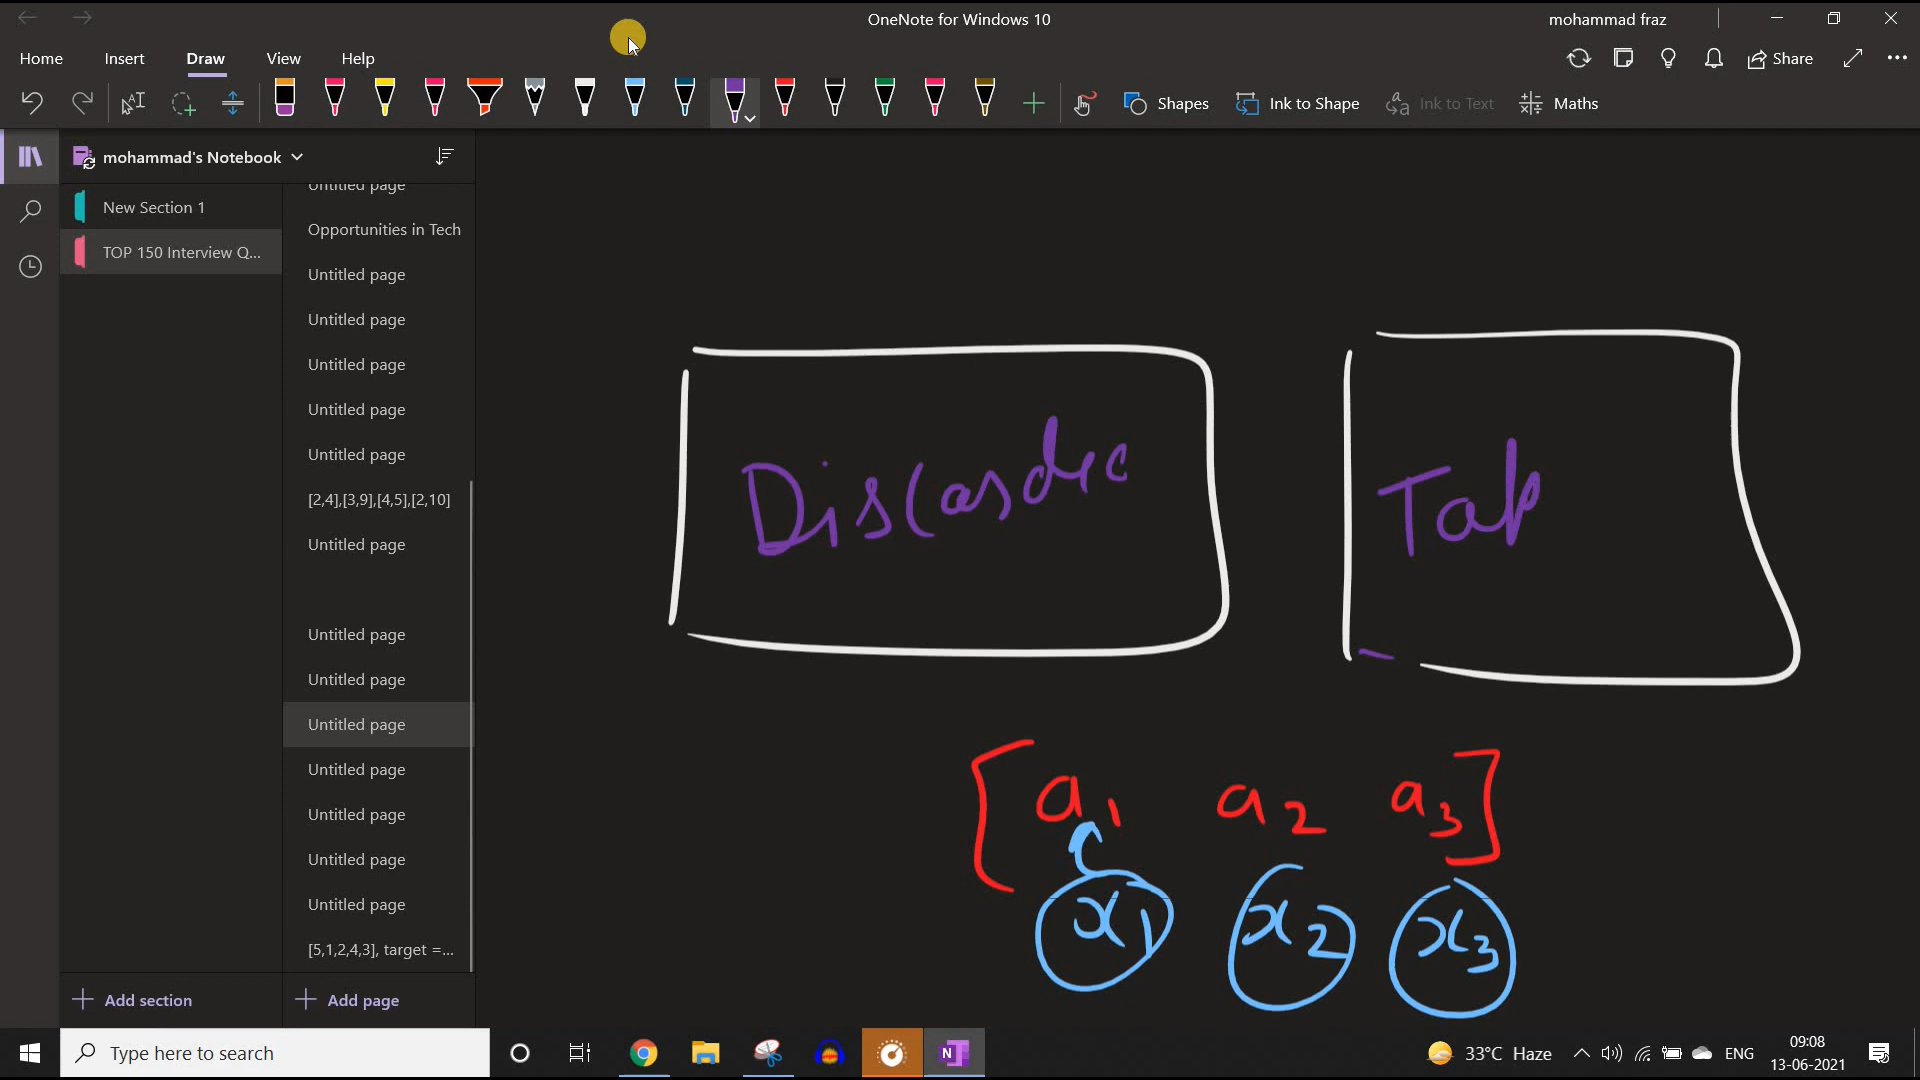 OneNote for Windows 10
mohammad fraz
Home Insert Draw View Help
Share
Shapes Ink to Shape Ink to Text Maths
mohammad's Notebook
New Section 1
TOP 150 Interview Q...
Untitled page
Opportunities in Tech
Untitled page
Untitled page
Untitled page
Untitled page
Untitled page
[2,4],[3,9],[4,5],[2,10]
Untitled page
Untitled page
Untitled page
Untitled page
Untitled page
Untitled page
Untitled page
Untitled page
[5,1,2,4,3], target =...
Add section
Add page
[a1 a2 a3]
x1 x2 x3
Type here to search
33°C Haze
ENG
09:08
13-06-2021